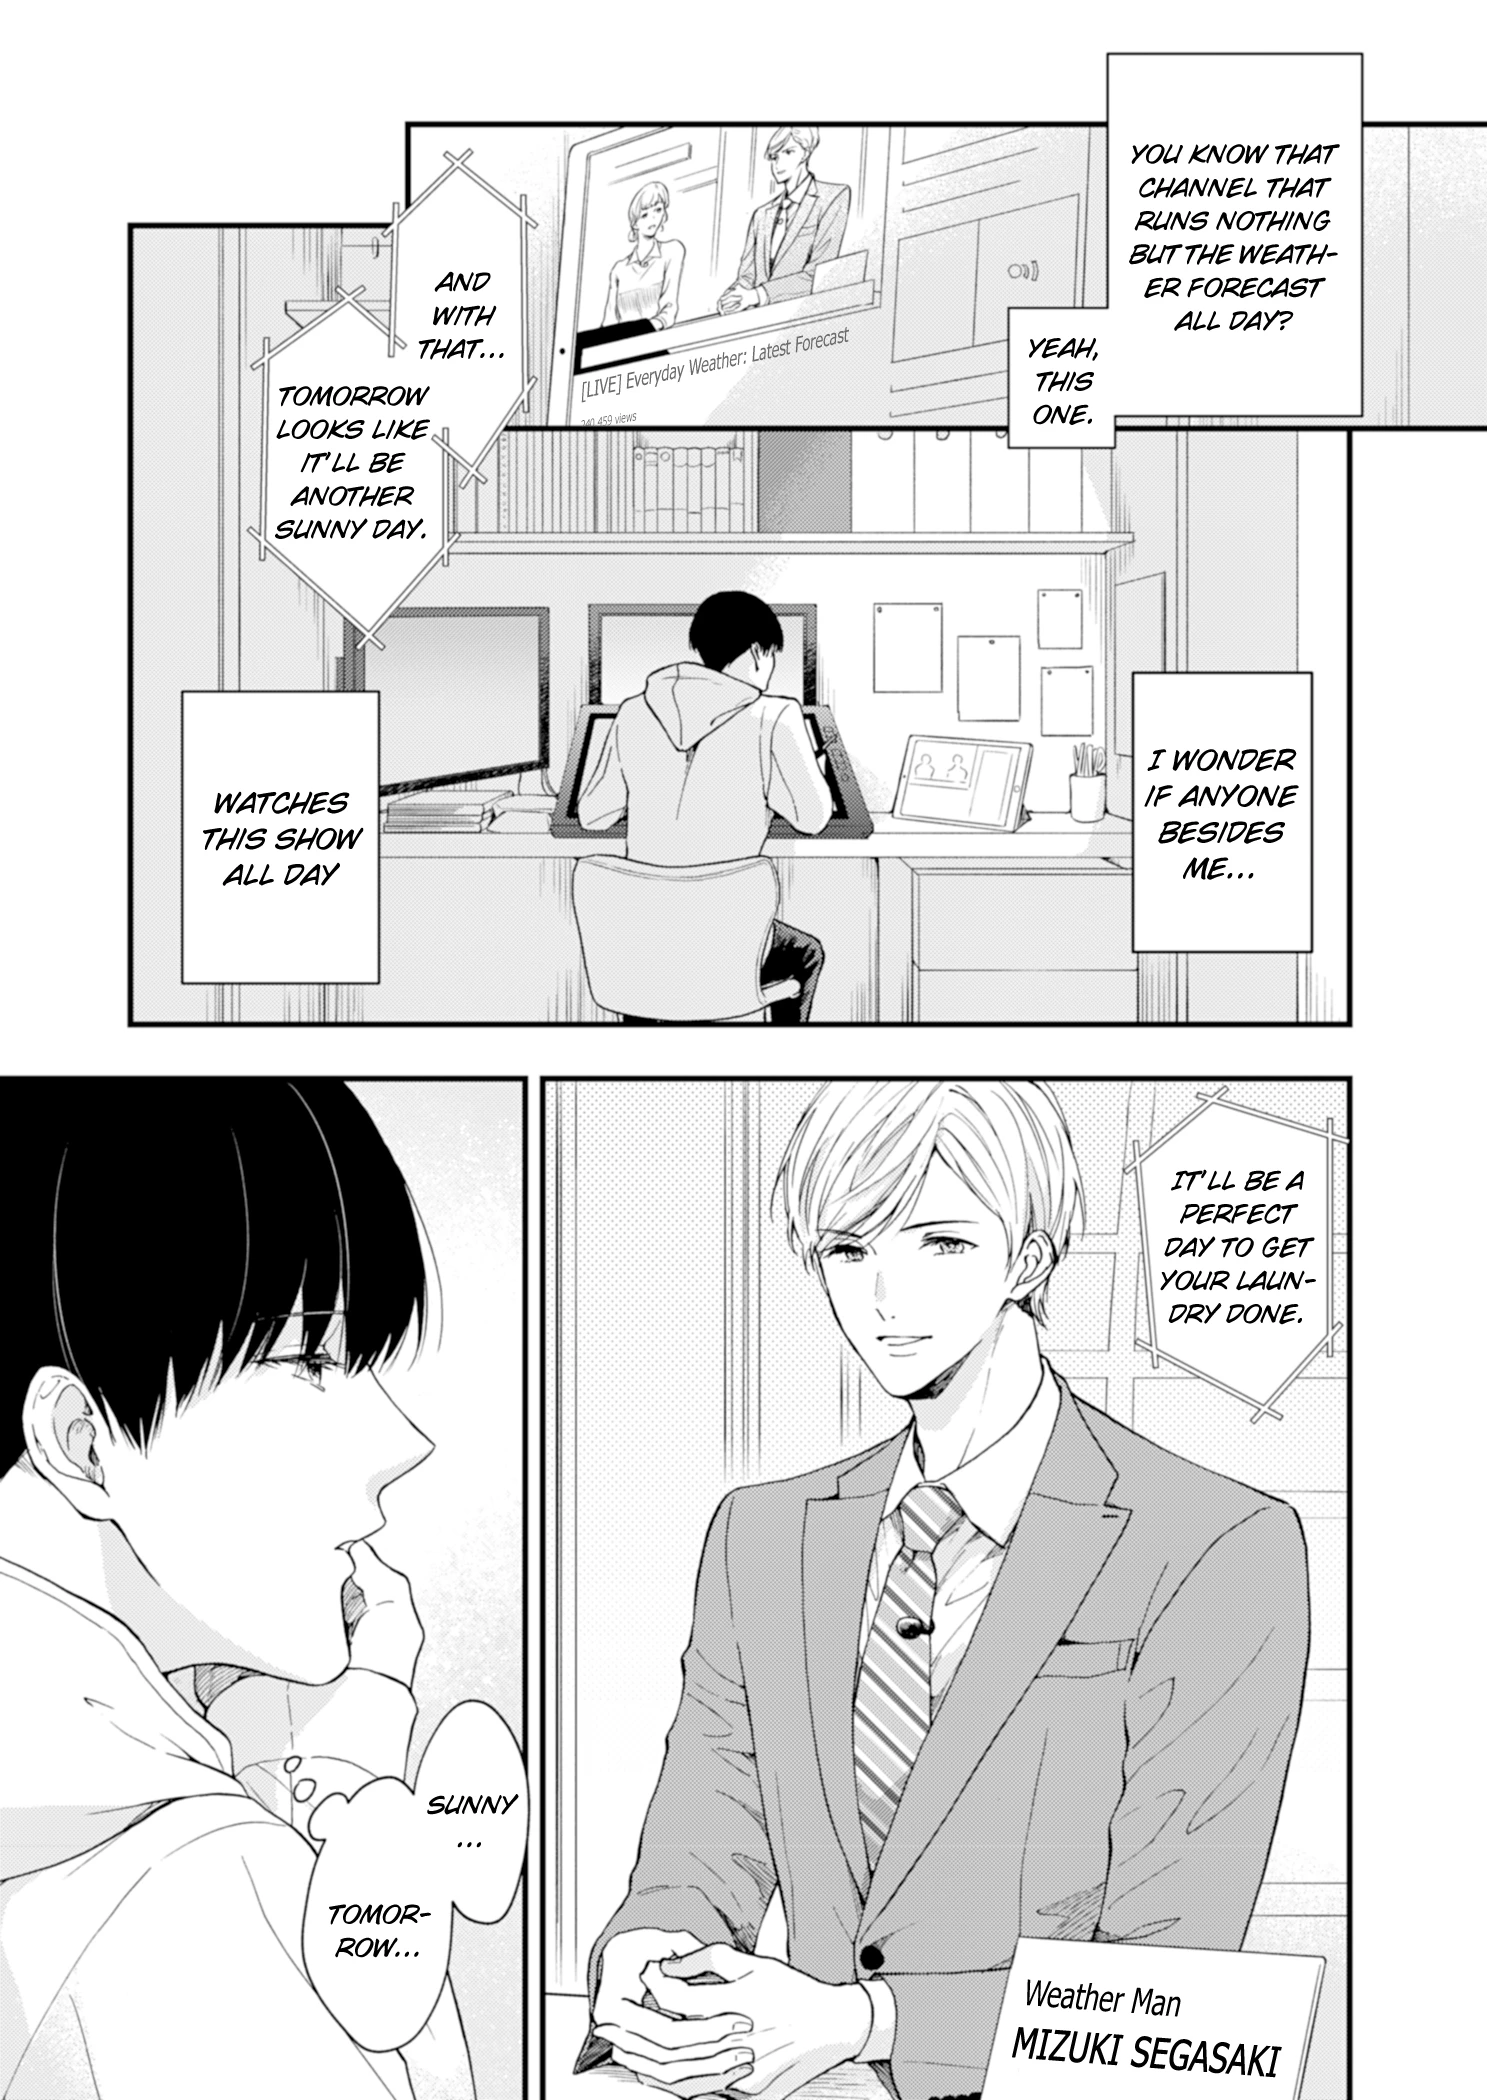 YOU KNOW THAT
CHANNEL THAT
RUNS NOTHING
BUT THE WEATH-
ER FORECAST
ALL DAY?
YEAH,
THIS
ONE.
[LIVE] Everyday Weather: Latest Forecast
240,459 views
AND
WITH
THAT...
TOMORROW
LOOKS LIKE
IT'LL BE
ANOTHER
SUNNY DAY.
I WONDER
IF ANYONE
BESIDES
ME...
WATCHES
THIS SHOW
ALL DAY
IT'LL BE A
PERFECT
DAY TO GET
YOUR LAUN-
DRY DONE.
Weather Man
MIZUKI SEGASAKI
SUNNY
...
TOMOR-
ROW...